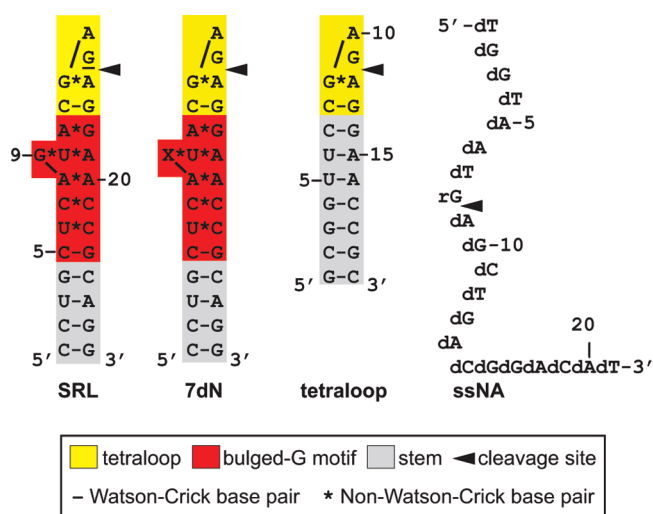 A
G
G*A
C–G
A*G
9–G*U*A
A*A–20
C*C
U*C
5–C–G
G–C
U–A
C–G
5′ C–G 3′
SRL
A
G
G*A
C–G
A*G
X*U*A
A*A
C*C
U*C
C–G
G–C
U–A
C–G
5′ C–G 3′
7dN
A–10
G
G*A
C–G
C–G
U–A–15
5–U–A
G–C
G–C
C–G
5′ G–C 3′
tetraloop
5′-dT
dG
dG
dT
dA-5
dA
dT
rG
dA
dG-10
dC
dT
dG
dA
20
dCdGdGdAdCdAdT-3′
ssNA
tetraloop bulged-G motif stem cleavage site
– Watson-Crick base pair * Non-Watson-Crick base pair